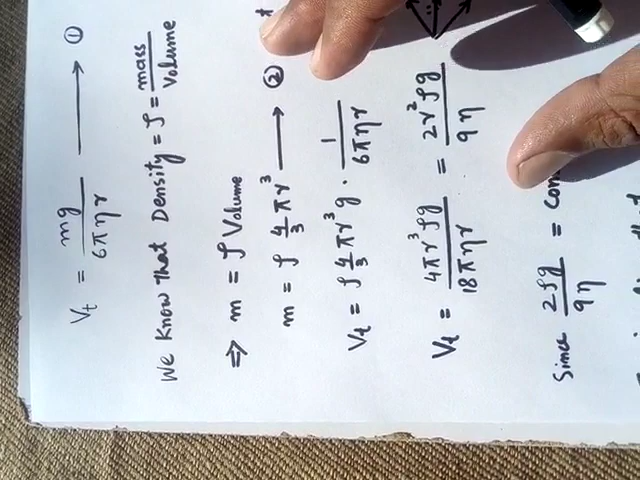 Vt = mg / 6πηr ⟶ ①
We Know that Density = ρ = mass / Volume
⇒ m = ρ Volume
m = ρ 4/3 πr³ ⟶ ②
Vt = ρ 4/3 πr³ g · 1 / 6πηr
Vt = 4πr³ρg / 18πηr = 2r²ρg / 9η
Since 2ρg / 9η =